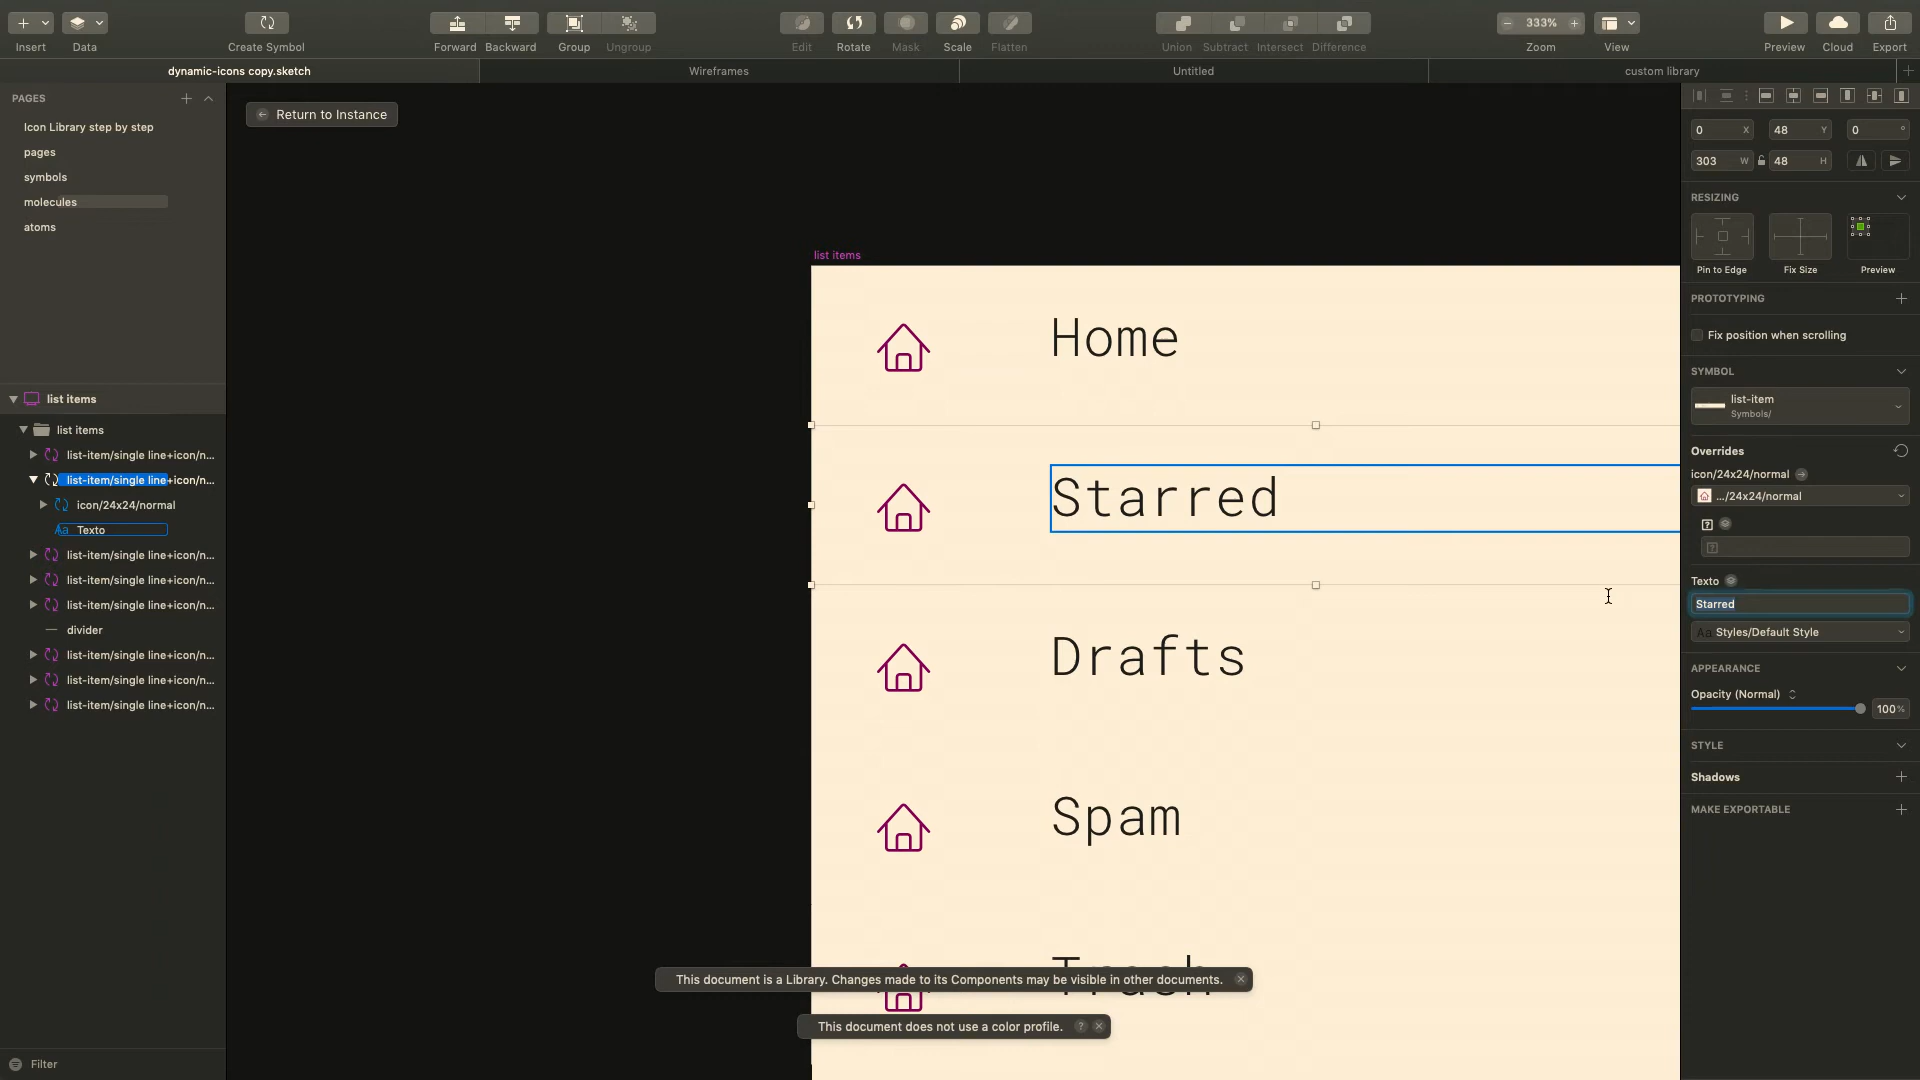 Insert
Data
Create Symbol
Forward
Backward
Group
Ungroup
Edit
Rotate
Mask
Scale
Flatten
Union
Subtract
Intersect
Difference
333%
Zoom
View
Preview
Cloud
Export
dynamic-icons copy.sketch
Wireframes
Untitled
custom library
PAGES
Icon Library step by step
pages
symbols
molecules
atoms
list items
list items
list-item/single line+icon/n...
list-item/single line+icon/n...
icon/24x24/normal
Aa Texto
list-item/single line+icon/n...
list-item/single line+icon/n...
list-item/single line+icon/n...
divider
list-item/single line+icon/n...
list-item/single line+icon/n...
list-item/single line+icon/n...
Filter
Return to Instance
list items
Home
Starred
Drafts
Spam
Trash
This document is a Library. Changes made to its Components may be visible in other documents.
This document does not use a color profile. ?
0 X 48 Y 0 °
303 W 48 H
RESIZING
Pin to Edge
Fix Size
Preview
PROTOTYPING
Fix position when scrolling
SYMBOL
list-item
Symbols/
Overrides
icon/24x24/normal
.../24x24/normal
Texto
Starred
Aa Styles/Default Style
APPEARANCE
Opacity (Normal)
100%
STYLE
Shadows
MAKE EXPORTABLE